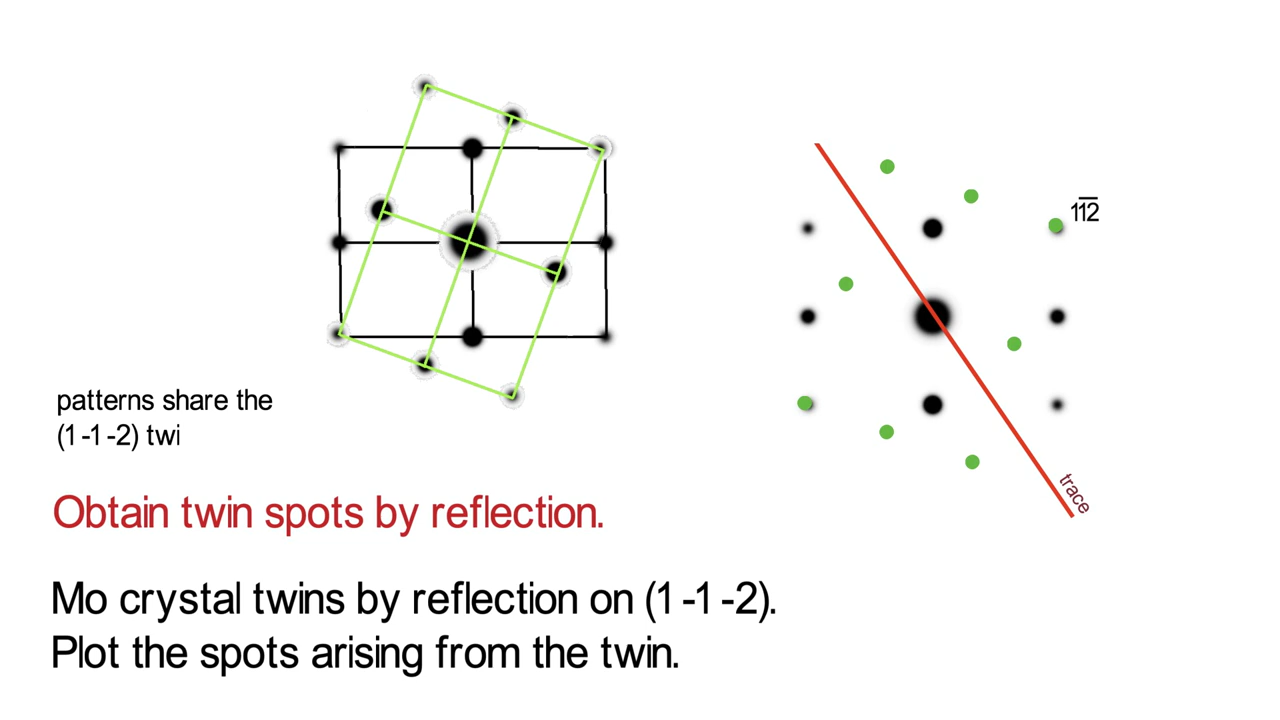 11̅2̅
patterns share the
(1-1-2) twi
trace
Obtain twin spots by reflection.
Mo crystal twins by reflection on (1-1-2).
Plot the spots arising from the twin.